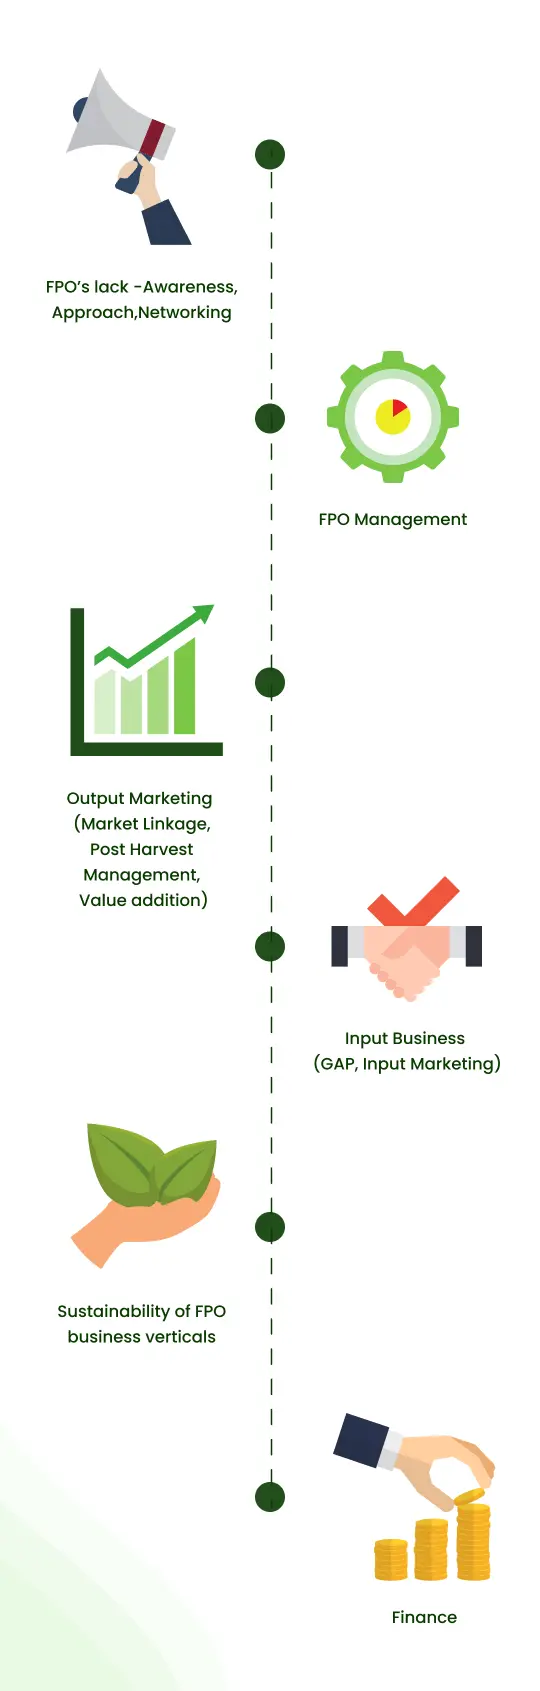 FPO's lack -Awareness,
Approach,Networking
FPO Management
Output Marketing
(Market Linkage,
Post Harvest
Management,
Value addition)
Input Business
(GAP, Input Marketing)
Sustainability of FPO
business verticals
Finance